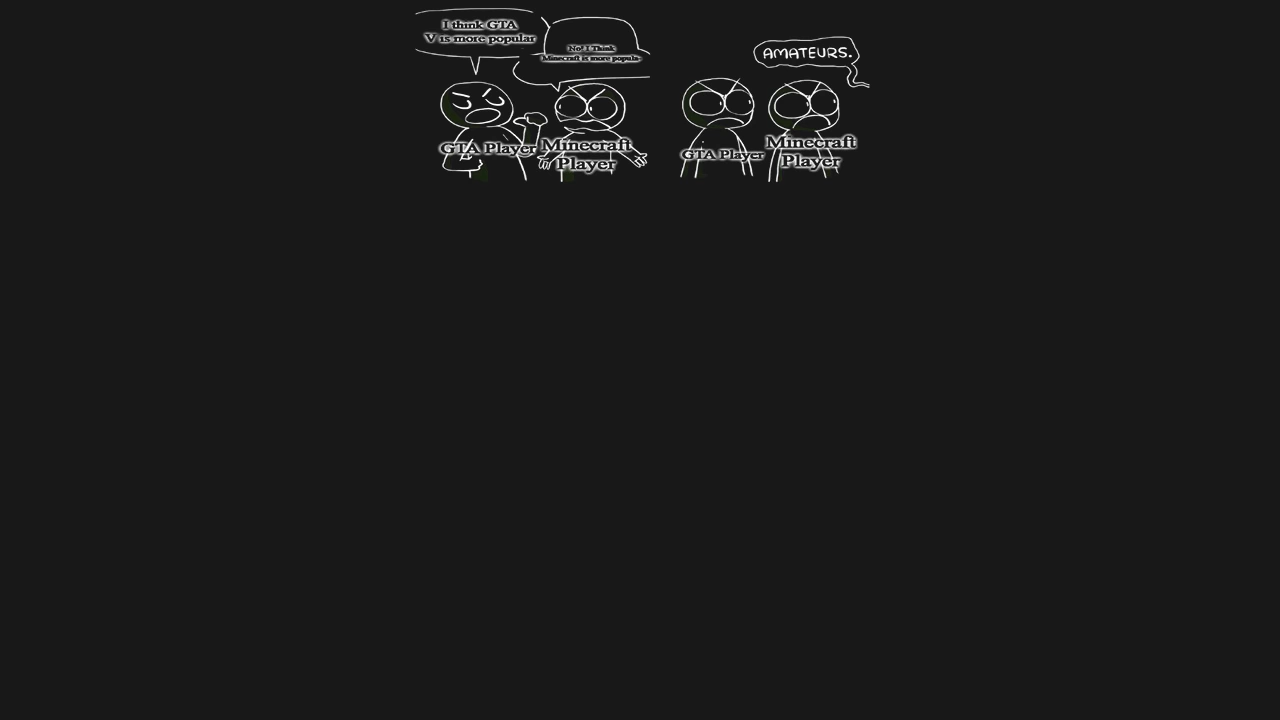 I think GTA
V is more popular
No! I Think
Minecraft is more popula-
GTA Player
Minecraft
Player
AMATEURS.
GTA Player
Minecraft
Player